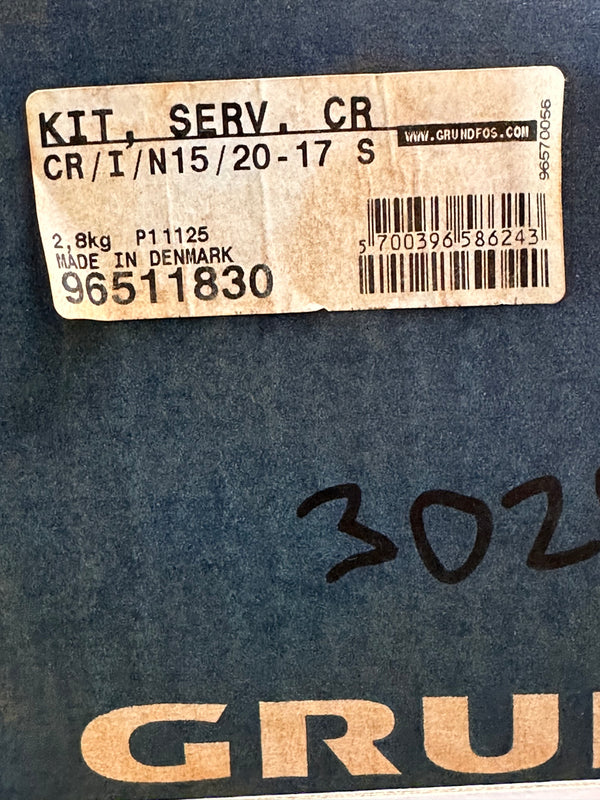 KIT, SERV. CR
WWW.GRUNDFOS.COM
CR/I/N15/20-17 S
96570056
2,8kg P11125
MADE IN DENMARK
96511830
5 700396 586243
302
GRU